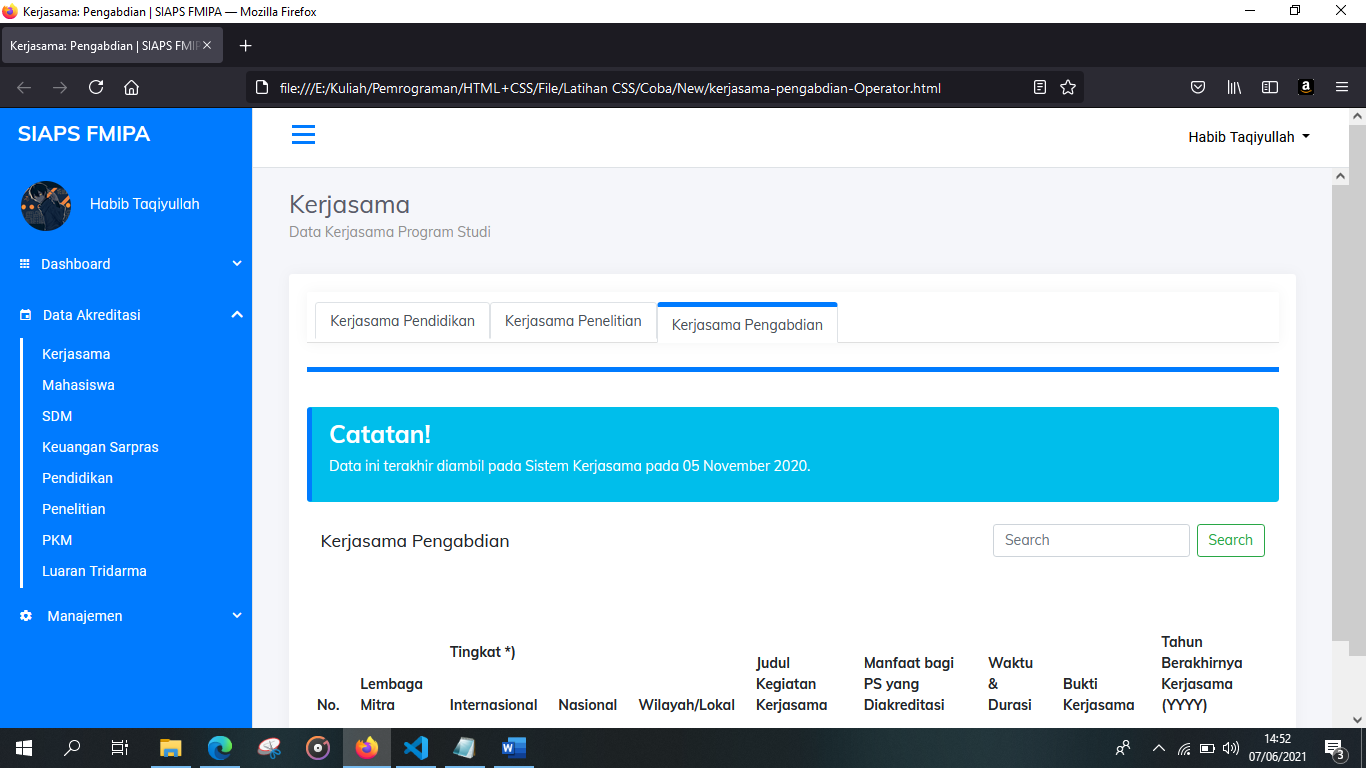 Kerjasama: Pengabdian | SIAPS FMIPA — Mozilla Firefox
Kerjasama: Pengabdian | SIAPS FMIP
file:///E:/Kuliah/Pemrograman/HTML+CSS/File/Latihan CSS/Coba/New/kerjasama-pengabdian-Operator.html
SIAPS FMIPA
Habib Taqiyullah
Habib Taqiyullah
Dashboard
Data Akreditasi
Kerjasama
Mahasiswa
SDM
Keuangan Sarpras
Pendidikan
Penelitian
PKM
Luaran Tridarma
Manajemen
Kerjasama
Data Kerjasama Program Studi
Kerjasama Pendidikan Kerjasama Penelitian Kerjasama Pengabdian
Catatan!
Data ini terakhir diambil pada Sistem Kerjasama pada 05 November 2020.
Kerjasama Pengabdian
Search Search
No.
Lembaga
Mitra
Tingkat *)
Internasional Nasional Wilayah/Lokal
Judul
Kegiatan
Kerjasama
Manfaat bagi
PS yang
Diakreditasi
Waktu
&
Durasi
Bukti
Kerjasama
Tahun
Berakhirnya
Kerjasama
(YYYY)
14:52
07/06/2021
3